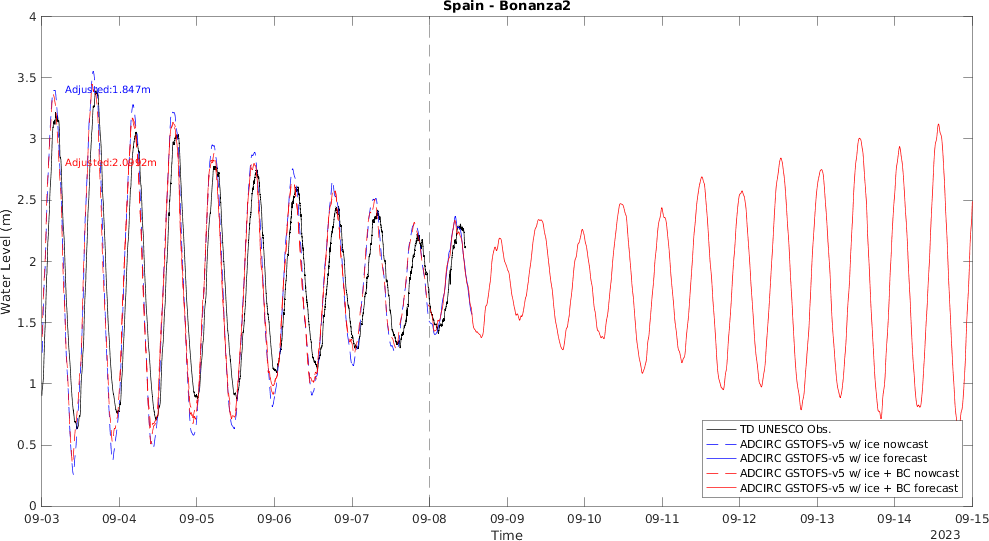 Spain - Bonanza2
4
3.5
3
2.5
2
1.5
1
0.5
0
Water Level (m)
Adjusted:1.847m
Adjusted:2.0992m
TD UNESCO Obs.
ADCIRC GSTOFS-v5 w/ ice nowcast
ADCIRC GSTOFS-v5 w/ ice forecast
ADCIRC GSTOFS-v5 w/ ice + BC nowcast
ADCIRC GSTOFS-v5 w/ ice + BC forecast
09-03 09-04 09-05 09-06 09-07 09-08 09-09 09-10 09-11 09-12 09-13 09-14 09-15
Time
2023